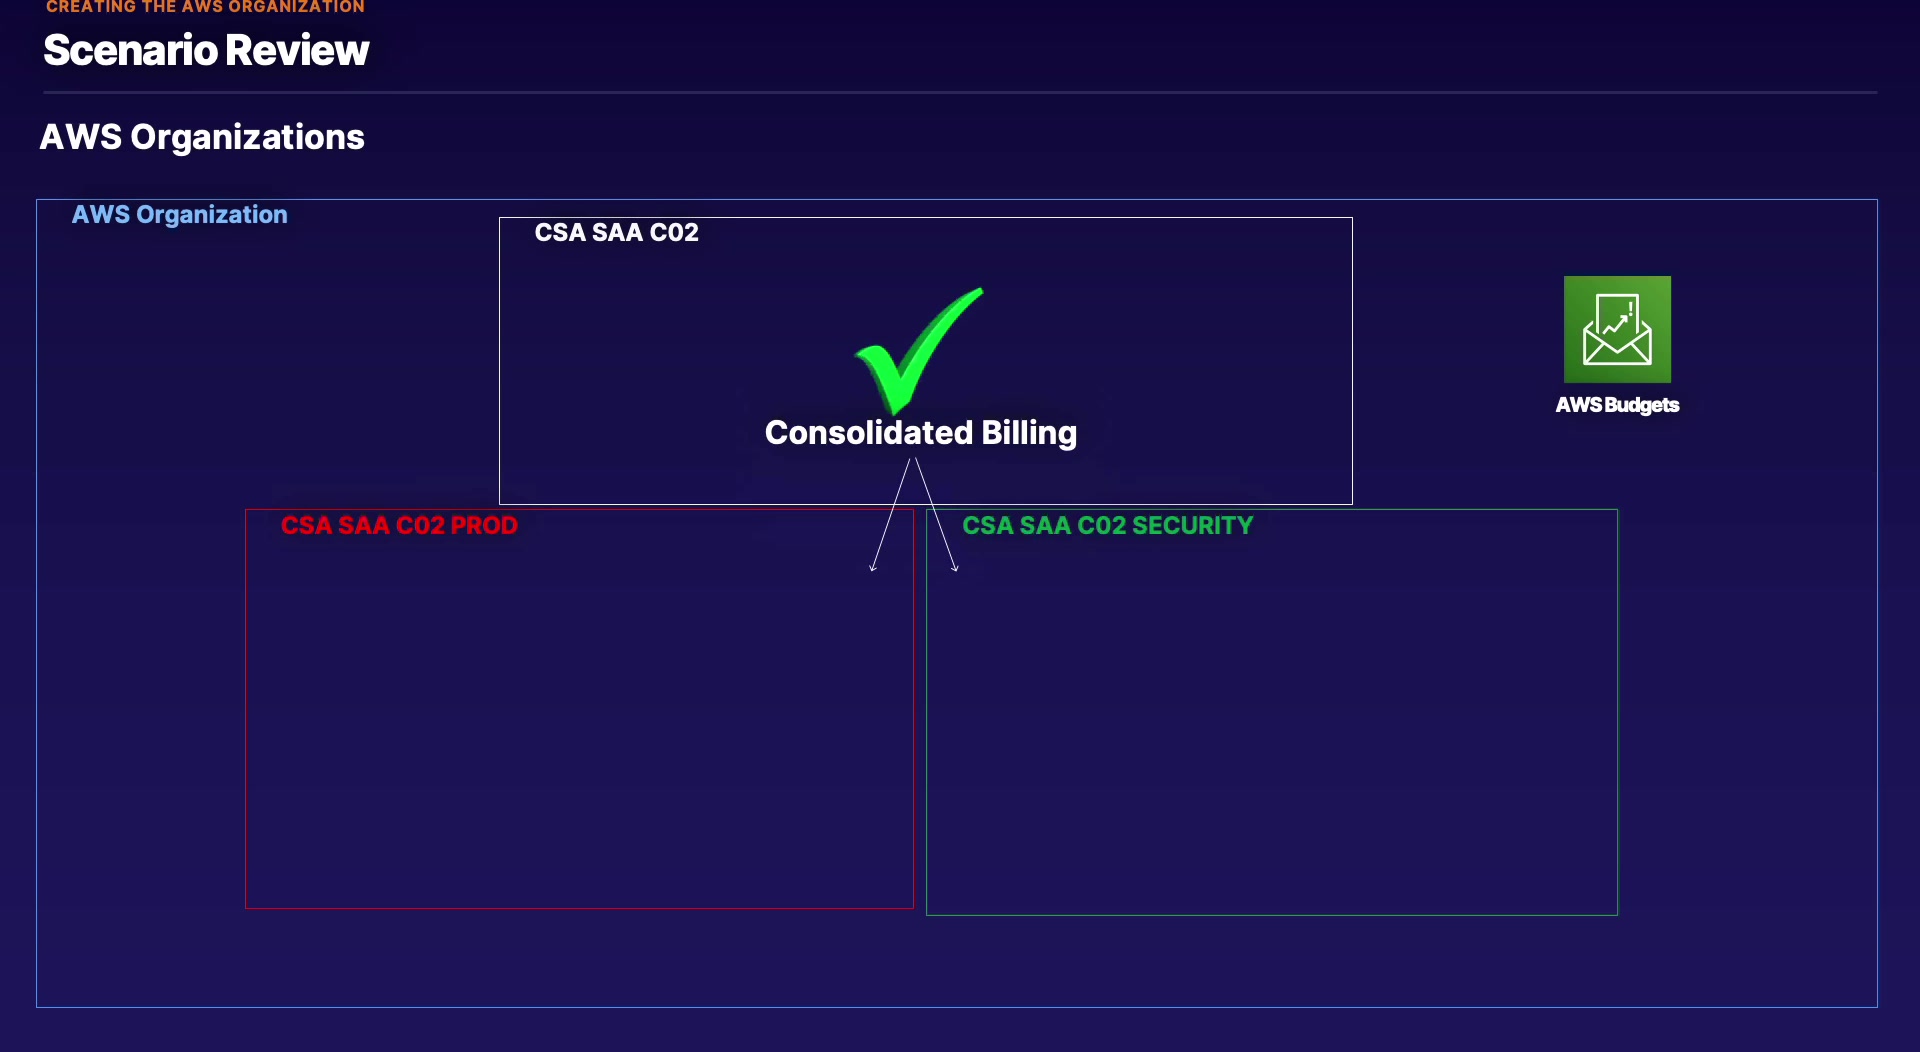 CREATING THE AWS ORGANIZATION
Scenario Review
AWS Organizations
AWS Organization
CSA SAA C02
Consolidated Billing
AWS Budgets
CSA SAA C02 PROD
CSA SAA C02 SECURITY